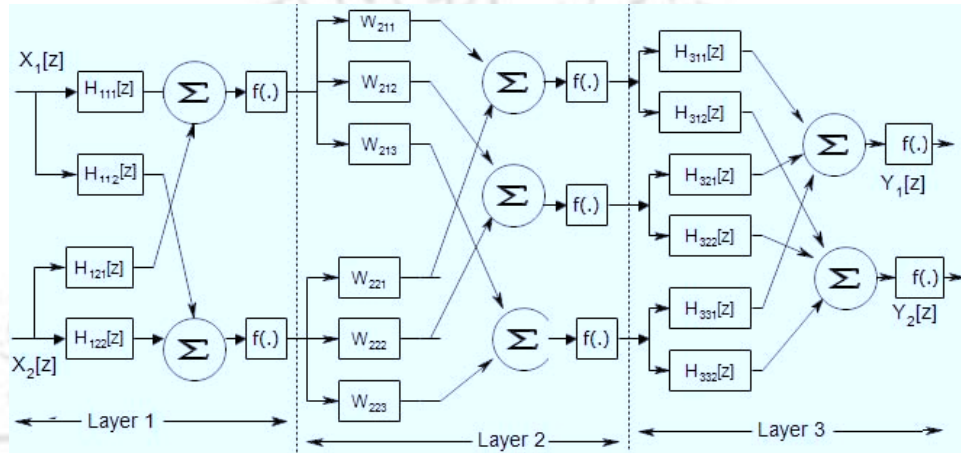 X₁[z]
H₁₁₁[z]
Σ
f(.)
H₁₁₂[z]
H₁₂₁[z]
H₁₂₂[z]
Σ
f(.)
X₂[z]
Layer 1
W₂₁₁
W₂₁₂
W₂₁₃
Σ
f(.)
Σ
f(.)
W₂₂₁
W₂₂₂
W₂₂₃
Σ
f(.)
Layer 2
H₃₁₁[z]
H₃₁₂[z]
H₃₂₁[z]
H₃₂₂[z]
H₃₃₁[z]
H₃₃₂[z]
Σ
f(.)
Y₁[z]
Σ
f(.)
Y₂[z]
Layer 3